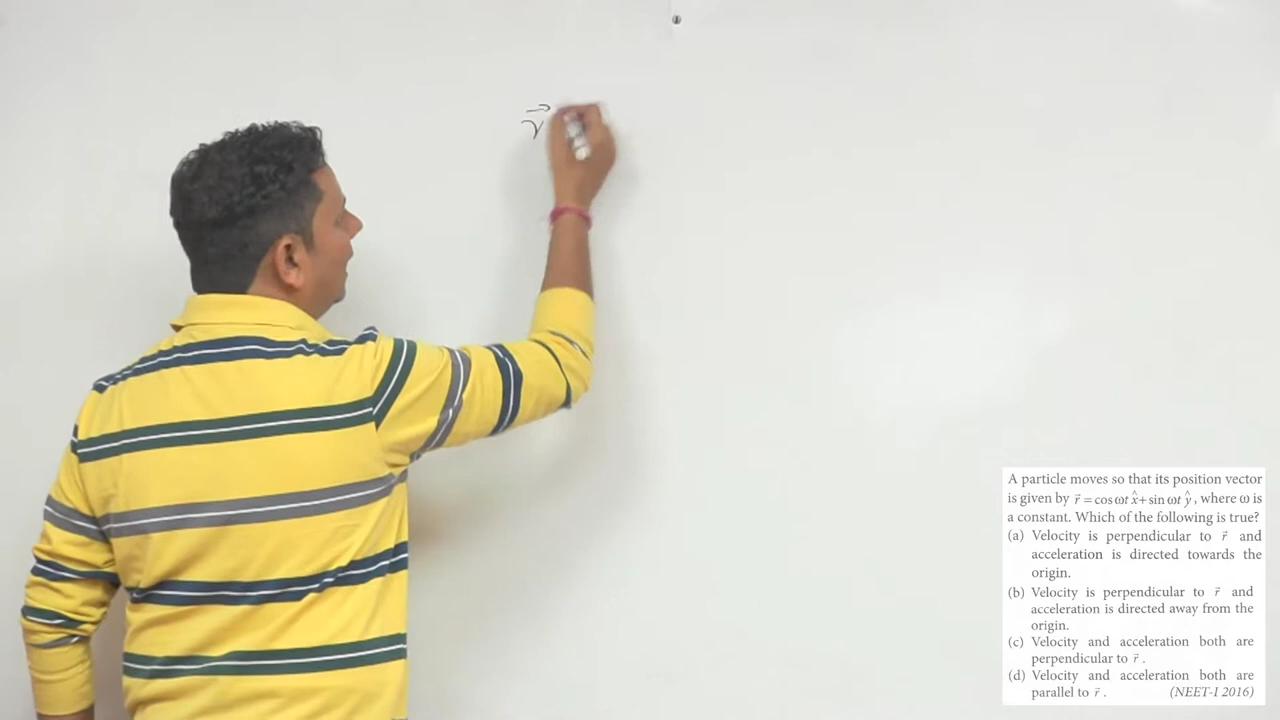 r⃗
A particle moves so that its position vector
is given by r⃗ = cos ωt x̂ + sin ωt ŷ, where ω is
a constant. Which of the following is true?
(a) Velocity is perpendicular to r⃗ and
acceleration is directed towards the
origin.
(b) Velocity is perpendicular to r⃗ and
acceleration is directed away from the
origin.
(c) Velocity and acceleration both are
perpendicular to r⃗ .
(d) Velocity and acceleration both are
parallel to r⃗ . (NEET-I 2016)